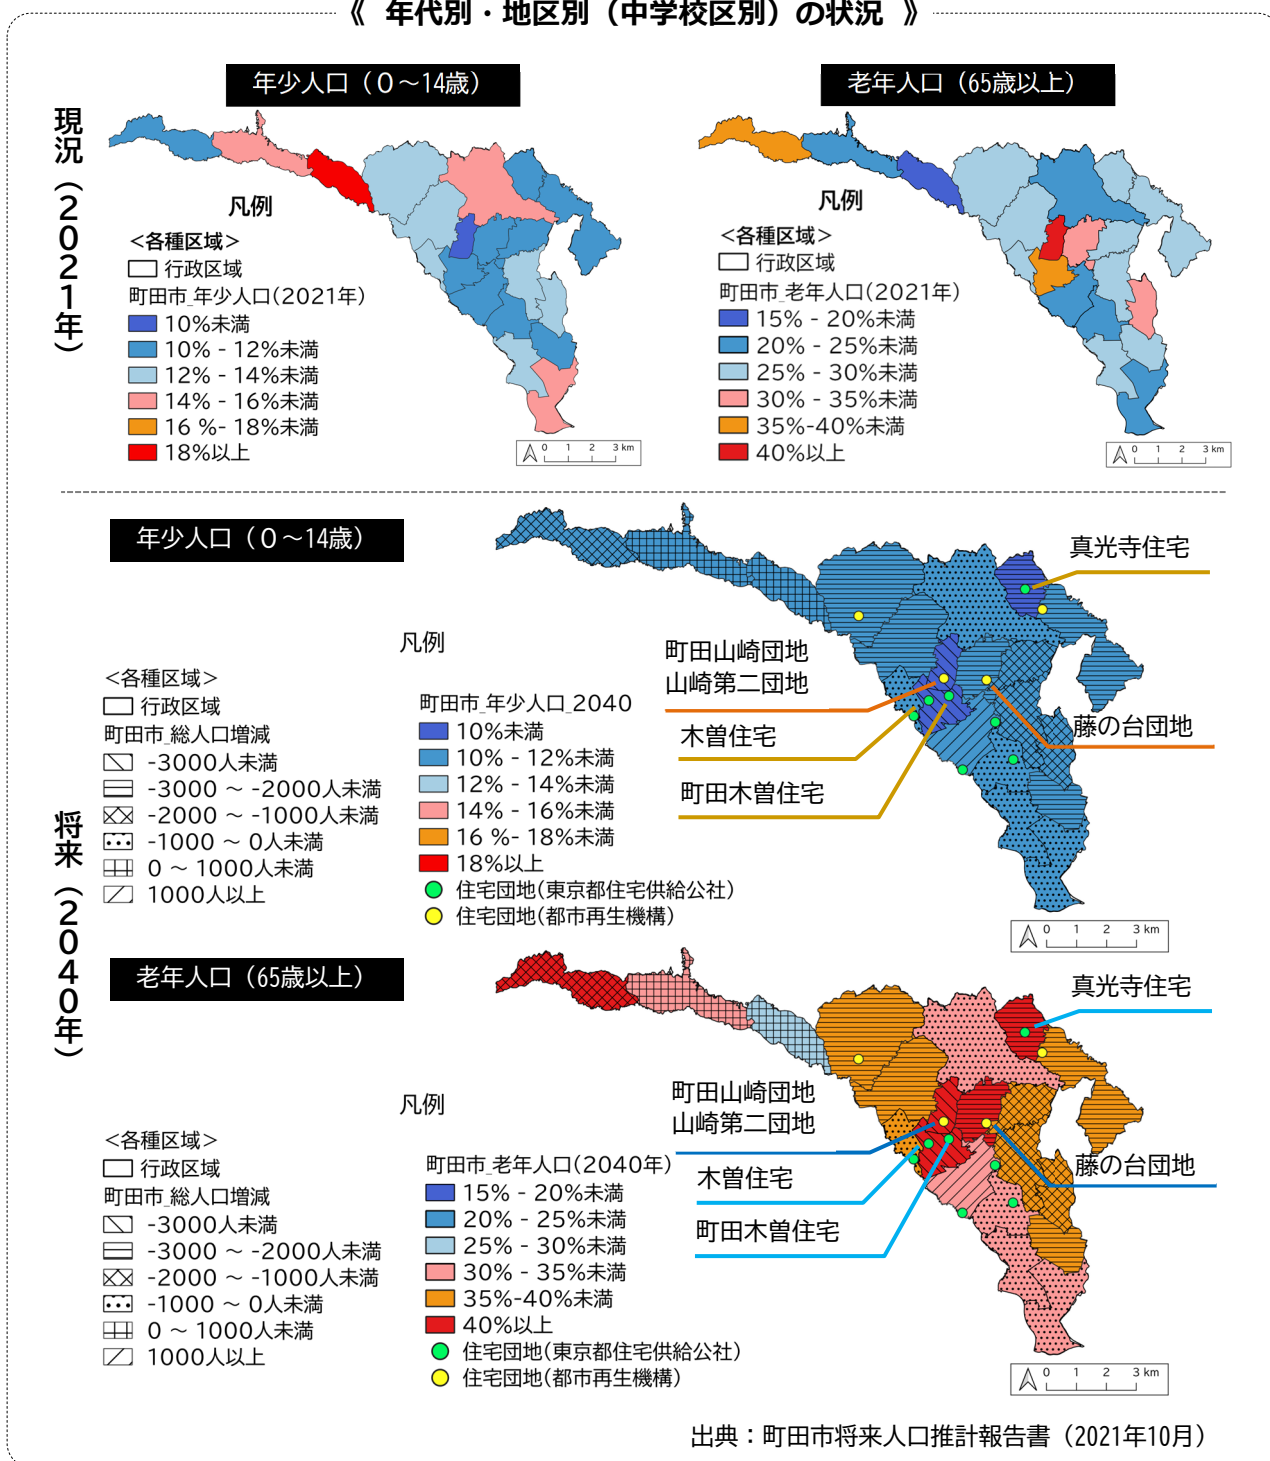 《 年代別・地区別（中学校区別）の状況 》
現況（2021年）
年少人口（０～14歳）
凡例
<各種区域>
行政区域
町田市_年少人口(2021年)
10%未満
10% - 12%未満
12% - 14%未満
14% - 16%未満
16 %- 18%未満
18%以上
0 1 2 3 km
老年人口（65歳以上）
凡例
<各種区域>
行政区域
町田市_老年人口(2021年)
15% - 20%未満
20% - 25%未満
25% - 30%未満
30% - 35%未満
35%-40%未満
40%以上
0 1 2 3 km
将来（2040年）
年少人口（０～14歳）
真光寺住宅
町田山崎団地
山崎第二団地
木曽住宅
町田木曽住宅
藤の台団地
凡例
<各種区域>
行政区域
町田市_総人口増減
-3000人未満
-3000 ～ -2000人未満
-2000 ～ -1000人未満
-1000 ～ 0人未満
0 ～ 1000人未満
1000人以上
町田市_年少人口_2040
10%未満
10% - 12%未満
12% - 14%未満
14% - 16%未満
16 %- 18%未満
18%以上
住宅団地(東京都住宅供給公社)
住宅団地(都市再生機構)
0 1 2 3 km
老年人口（65歳以上）
真光寺住宅
町田山崎団地
山崎第二団地
木曽住宅
町田木曽住宅
藤の台団地
凡例
<各種区域>
行政区域
町田市_総人口増減
-3000人未満
-3000 ～ -2000人未満
-2000 ～ -1000人未満
-1000 ～ 0人未満
0 ～ 1000人未満
1000人以上
町田市_老年人口(2040年)
15% - 20%未満
20% - 25%未満
25% - 30%未満
30% - 35%未満
35%-40%未満
40%以上
住宅団地(東京都住宅供給公社)
住宅団地(都市再生機構)
0 1 2 3 km
出典：町田市将来人口推計報告書（2021年10月）